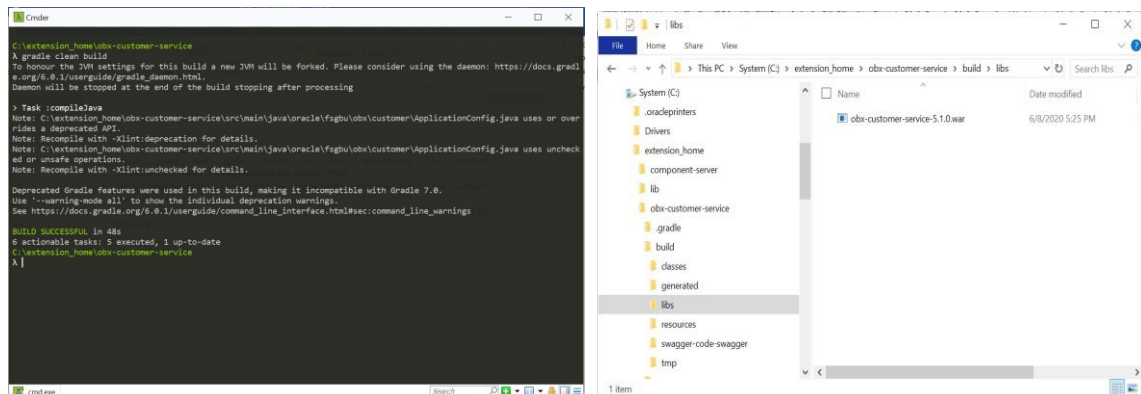 Cmder
C:\extension_home\obx-customer-service
λ gradle clean build
To honour the JVM settings for this build a new JVM will be forked. Please consider using the daemon: https://docs.gradl
e.org/6.0.1/userguide/gradle_daemon.html.
Daemon will be stopped at the end of the build stopping after processing
> Task :compileJava
Note: C:\extension_home\obx-customer-service\src\main\java\oracle\fsgbu\obx\customer\ApplicationConfig.java uses or over
rides a deprecated API.
Note: Recompile with -Xlint:deprecation for details.
Note: C:\extension_home\obx-customer-service\src\main\java\oracle\fsgbu\obx\customer\ApplicationConfig.java uses uncheck
ed or unsafe operations.
Note: Recompile with -Xlint:unchecked for details.
Deprecated Gradle features were used in this build, making it incompatible with Gradle 7.0.
Use '--warning-mode all' to show the individual deprecation warnings.
See https://docs.gradle.org/6.0.1/userguide/command_line_interface.html#sec:command_line_warnings
BUILD SUCCESSFUL in 48s
6 actionable tasks: 5 executed, 1 up-to-date
C:\extension_home\obx-customer-service
λ
cmd.exe
Search
libs
File Home Share View
This PC > System (C:) > extension_home > obx-customer-service > build > libs
Search libs
System (C:)
.oracleprinters
Drivers
extension_home
component-server
lib
obx-customer-service
.gradle
build
classes
generated
libs
resources
swagger-code-swagger
tmp
Name Date modified
obx-customer-service-5.1.0.war 6/8/2020 5:25 PM
1 item